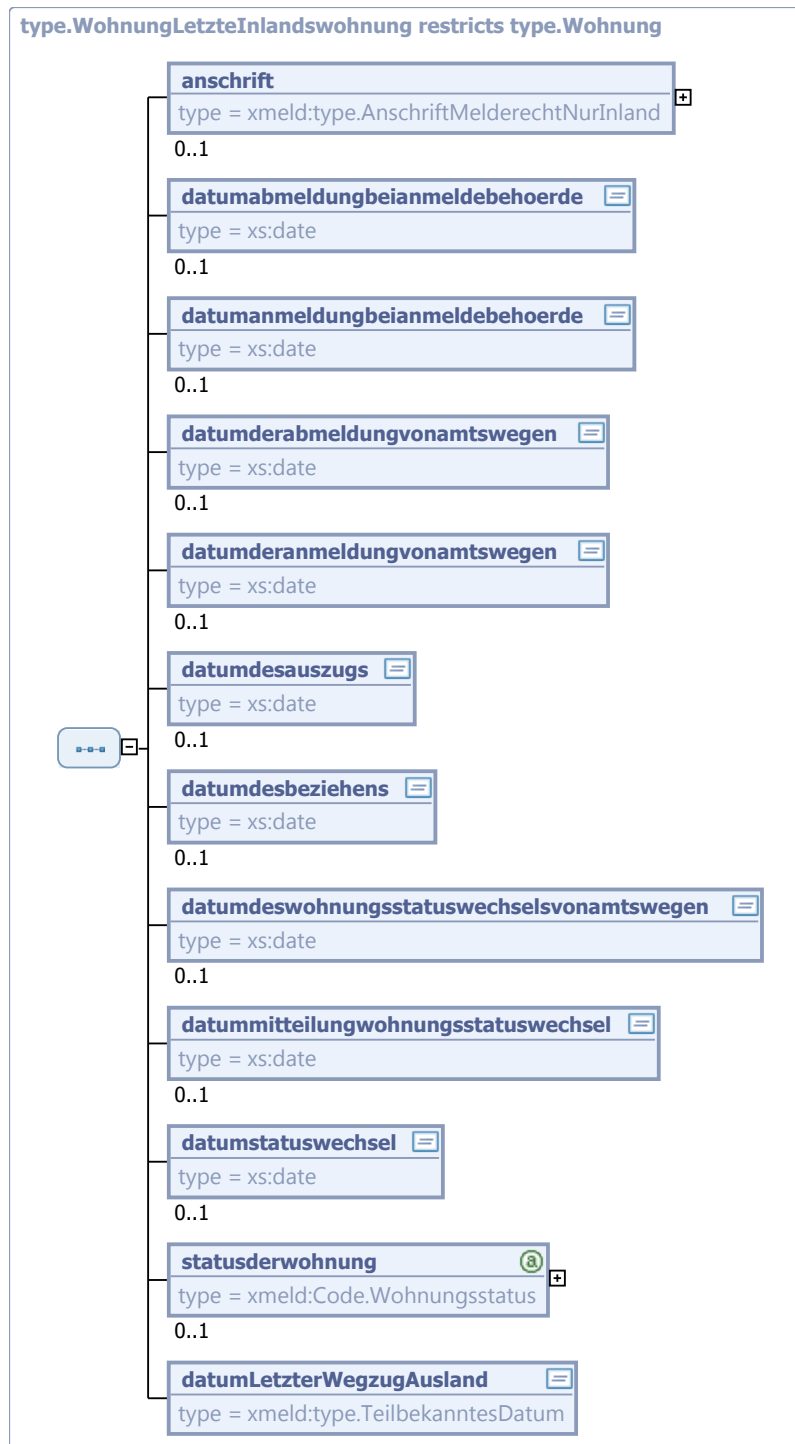 type.WohnungLetzteInlandswohnung restricts type.Wohnung
anschrift
type = xmeld:type.AnschriftMelderechtNurInland
0..1
datumabmeldungbeianmeldebehoerde
type = xs:date
0..1
datumanmeldungbeianmeldebehoerde
type = xs:date
0..1
datumderabmeldungvonamtswegen
type = xs:date
0..1
datumderanmeldungvonamtswegen
type = xs:date
0..1
datumdesauszugs
type = xs:date
0..1
datumdesbeziehens
type = xs:date
0..1
datumdeswohnungsstatuswechselsvonamtswegen
type = xs:date
0..1
datummitteilungwohnungsstatuswechsel
type = xs:date
0..1
datumstatuswechsel
type = xs:date
0..1
statusderwohnung
type = xmeld:Code.Wohnungsstatus
0..1
datumLetzterWegzugAusland
type = xmeld:type.TeilbekanntesDatum